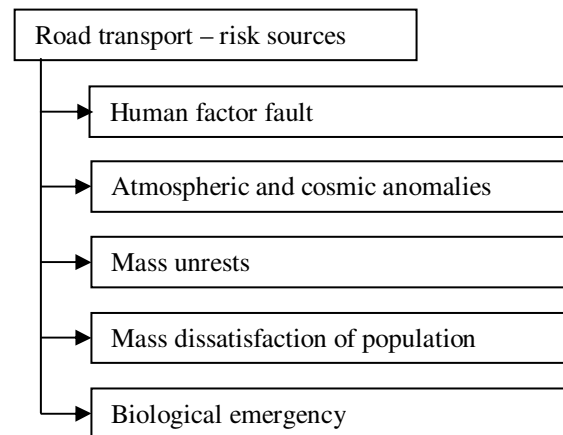 Road transport – risk sources
Human factor fault
Atmospheric and cosmic anomalies
Mass unrests
Mass dissatisfaction of population
Biological emergency